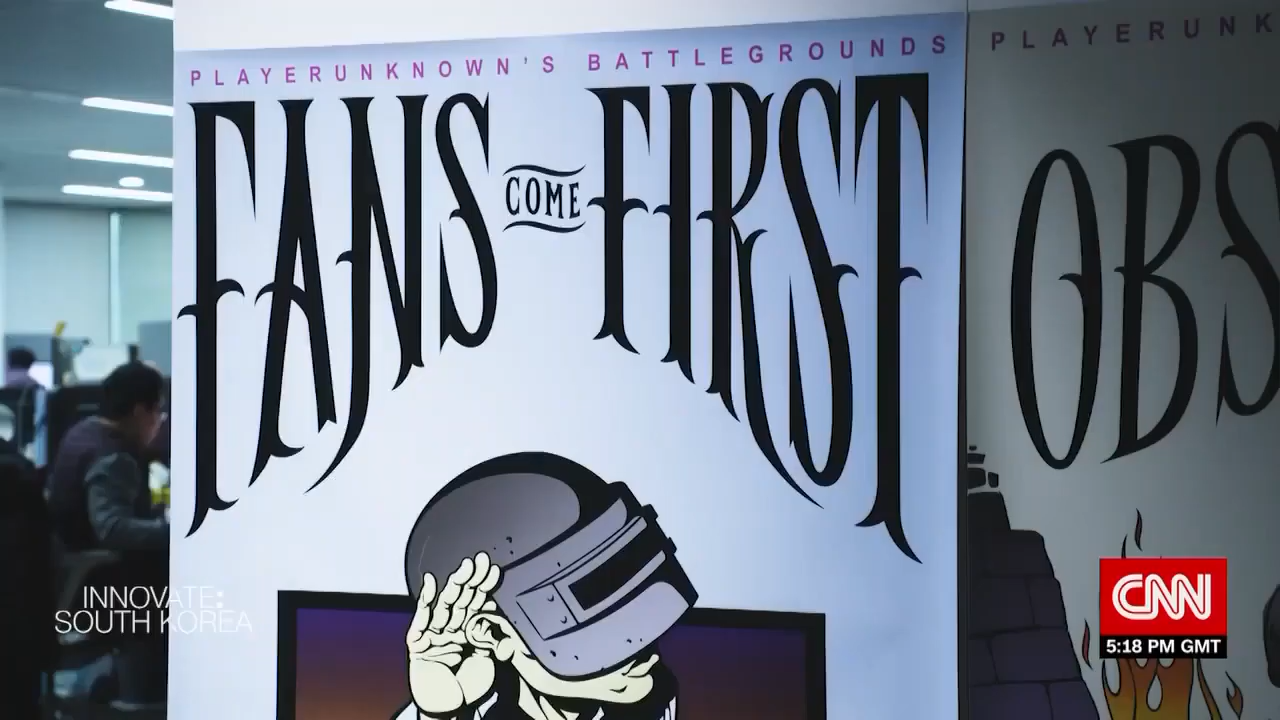 PLAYERUNKNOWN'S BATTLEGROUNDS
FANS COME FIRST
PLAYERUNK
OBS
INNOVATE:
SOUTH KOREA
CNN
5:18 PM GMT